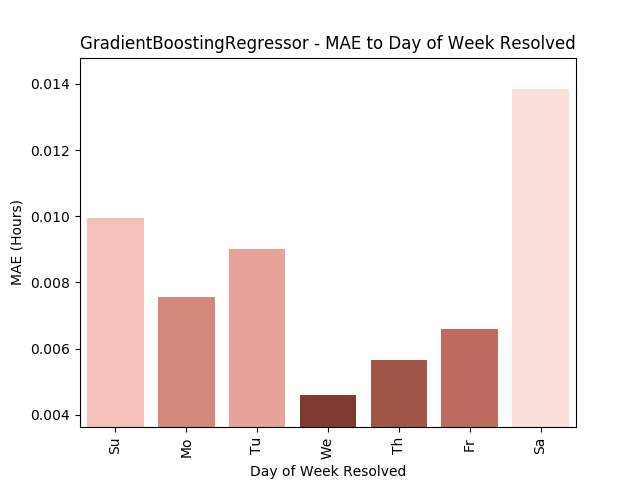 GradientBoostingRegressor - MAE to Day of Week Resolved
0.014
0.012
0.010
0.008
0.006
0.004
MAE (Hours)
Su Mo Tu We Th Fr Sa
Day of Week Resolved